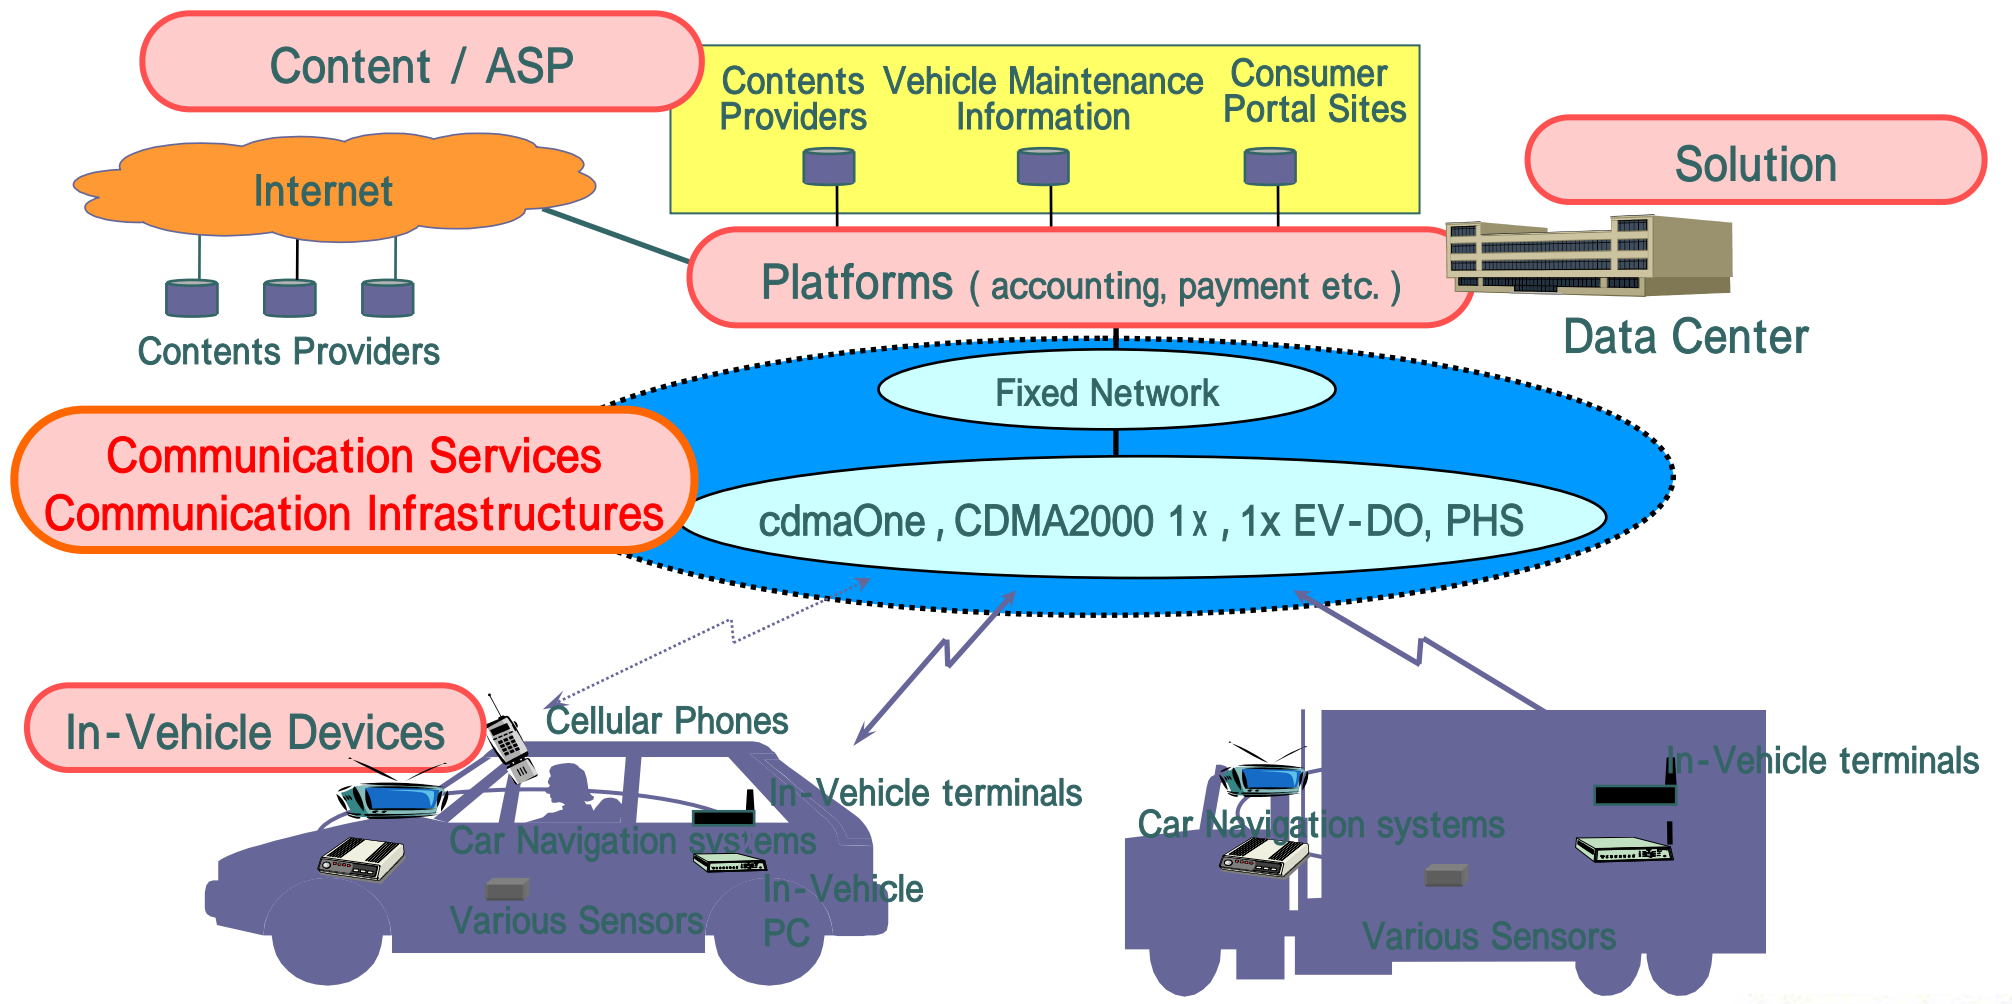 Content / ASP
Contents
Providers
Vehicle Maintenance
Information
Consumer
Portal Sites
Solution
Internet
Platforms ( accounting, payment etc. )
Contents Providers
Data Center
Fixed Network
Communication Services
Communication Infrastructures
cdmaOne , CDMA2000 1x , 1x EV-DO, PHS
In-Vehicle Devices
Cellular Phones
In-Vehicle terminals
Car Navigation systems
In-Vehicle
PC
Various Sensors
In-Vehicle terminals
Car Navigation systems
Various Sensors